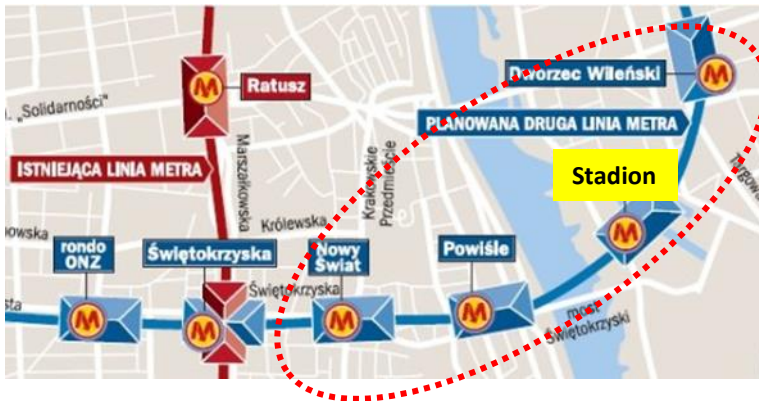 Dworzec Wileński
Ratusz
l. „Solidarności”
PLANOWANA DRUGA LINIA METRA
ISTNIEJĄCA LINIA METRA
Marszałkowska
Krakowskie
Przedmieście
Stadion
Targowa
Królewska
rondo
ONZ
Świętokrzyska
Nowy
Świat
Powiśle
Świętokrzyska
most
Świętokrzyski
M
M
M
M
M
M
M